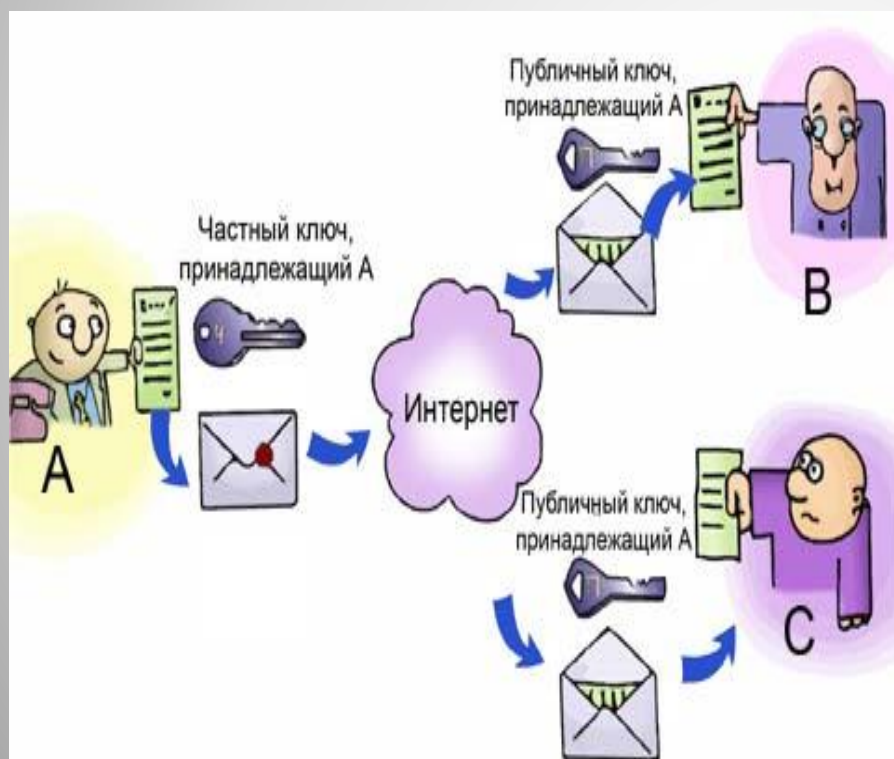 Публичный ключ,
принадлежащий А
В
Частный ключ,
принадлежащий А
Ч
П
А
Интернет
Публичный ключ,
принадлежащий А
П
С